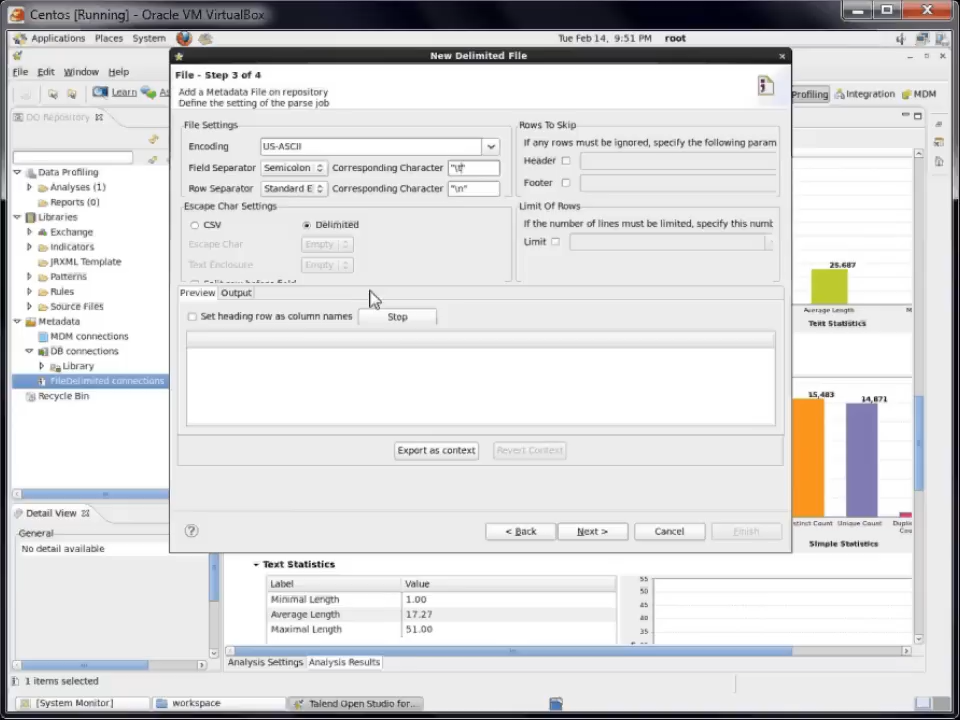 Centos [Running] - Oracle VM VirtualBox
Applications Places System
Tue Feb 14, 9:51 PM root
New Delimited File
File Edit Window Help
File - Step 3 of 4
Add a Metadata File on repository
Define the setting of the parse job
Learn
Profiling Integration MDM
DQ Repository
Data Profiling
Analyses (1)
Reports (0)
Libraries
Exchange
Indicators
JRXML Template
Patterns
Rules
Source Files
Metadata
MDM connections
DB connections
Library
FileDelimited connections
Recycle Bin
File Settings
Encoding US-ASCII
Field Separator Semicolon Corresponding Character "\t"
Row Separator Standard E Corresponding Character "\n"
Escape Char Settings
CSV Delimited
Escape Char Empty
Text Enclosure Empty
Rows To Skip
If any rows must be ignored, specify the following param
Header
Footer
Limit Of Rows
If the number of lines must be limited, specify this numt
Limit
Preview Output
Set heading row as column names Stop
Export as context Revert Context
< Back Next > Cancel Finish
25.687
Average Length
Text Statistics
15,483 14,871
stinct Count Unique Count Duplic
Cou
Simple Statistics
Detail View
General
No detail available
Text Statistics
Label Value
Minimal Length 1.00
Average Length 17.27
Maximal Length 51.00
55
50
45
40
35
Analysis Settings Analysis Results
1 items selected
[System Monitor] workspace Talend Open Studio for...